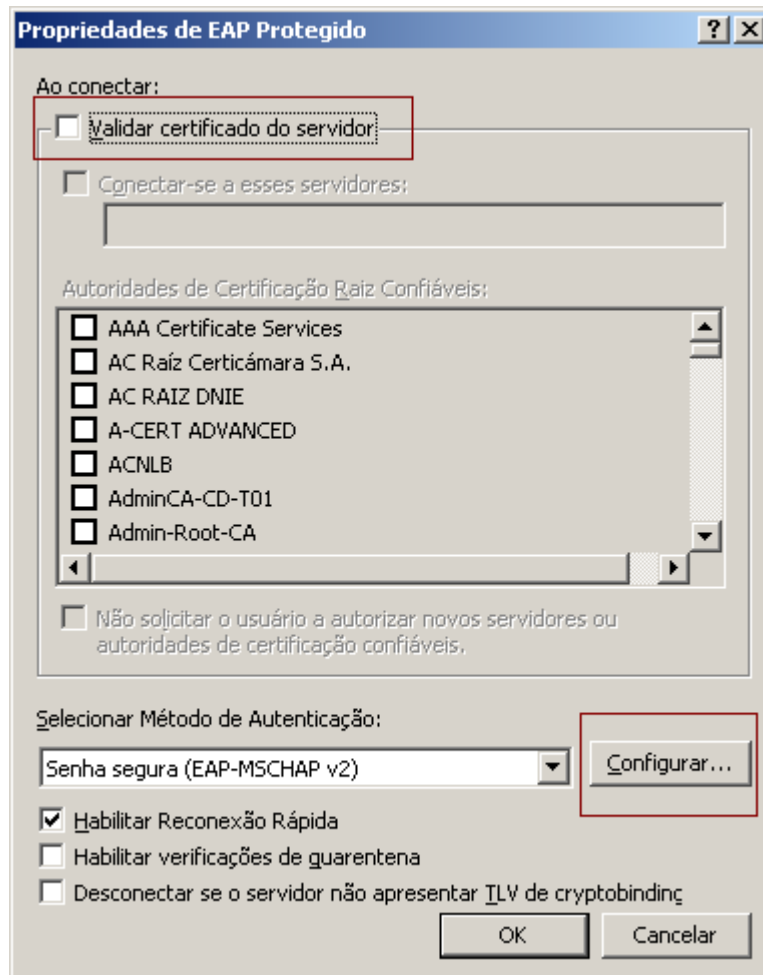 Propriedades de EAP Protegido
Ao conectar:
Validar certificado do servidor
Conectar-se a esses servidores:
Autoridades de Certificação Raiz Confiáveis:
AAA Certificate Services
AC Raíz Certicámara S.A.
AC RAIZ DNIE
A-CERT ADVANCED
ACNLB
AdminCA-CD-T01
Admin-Root-CA
Não solicitar o usuário a autorizar novos servidores ou
autoridades de certificação confiáveis.
Selecionar Método de Autenticação:
Senha segura (EAP-MSCHAP v2)
Configurar...
Habilitar Reconexão Rápida
Habilitar verificações de quarentena
Desconectar se o servidor não apresentar TLV de cryptobinding
OK
Cancelar